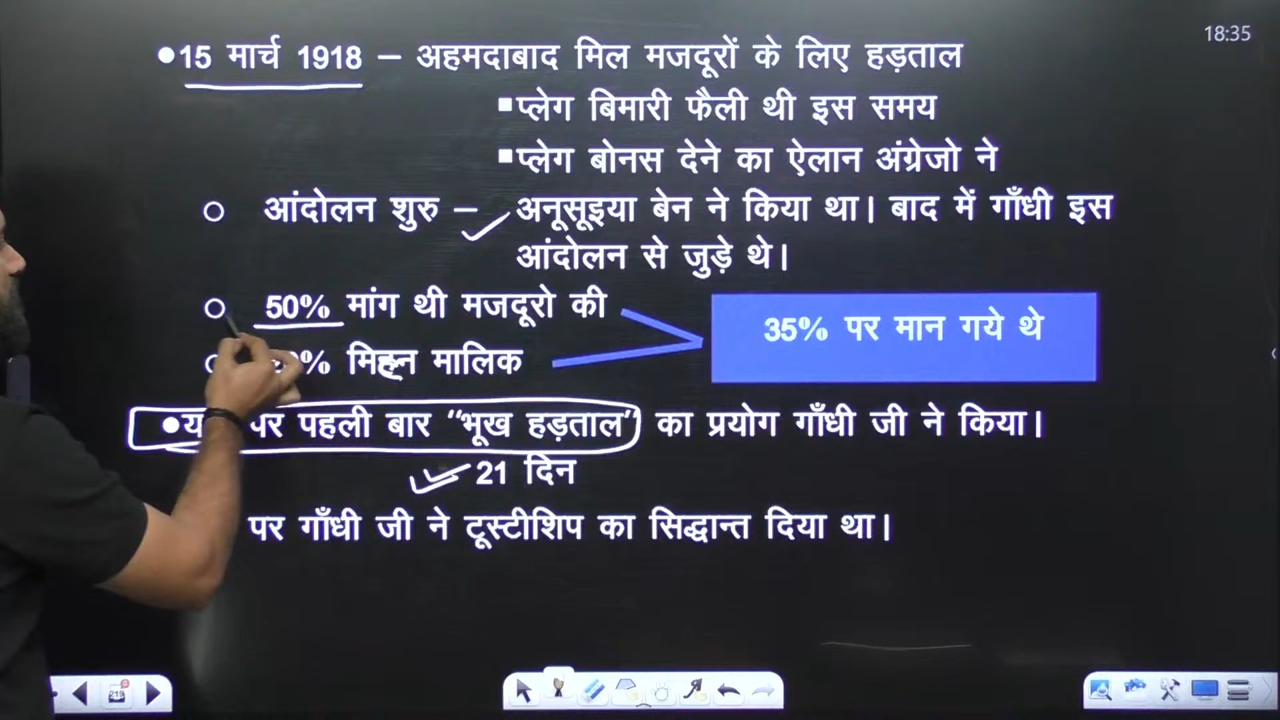 18:35
•15 मार्च 1918 – अहमदाबाद मिल मजदूरों के लिए हड़ताल
▪प्लेग बिमारी फैली थी इस समय
▪प्लेग बोनस देने का ऐलान अंग्रेजो ने
○ आंदोलन शुरु – अनूसूइया बेन ने किया था। बाद में गाँधी इस
आंदोलन से जुड़े थे।
○ 50% मांग थी मजदूरो की
% मालिक
35% पर मान गये थे
• पर पहली बार “भूख हड़ताल” का प्रयोग गाँधी जी ने किया।
21 दिन
पर गाँधी जी ने टूस्टीशिप का सिद्धान्त दिया था।